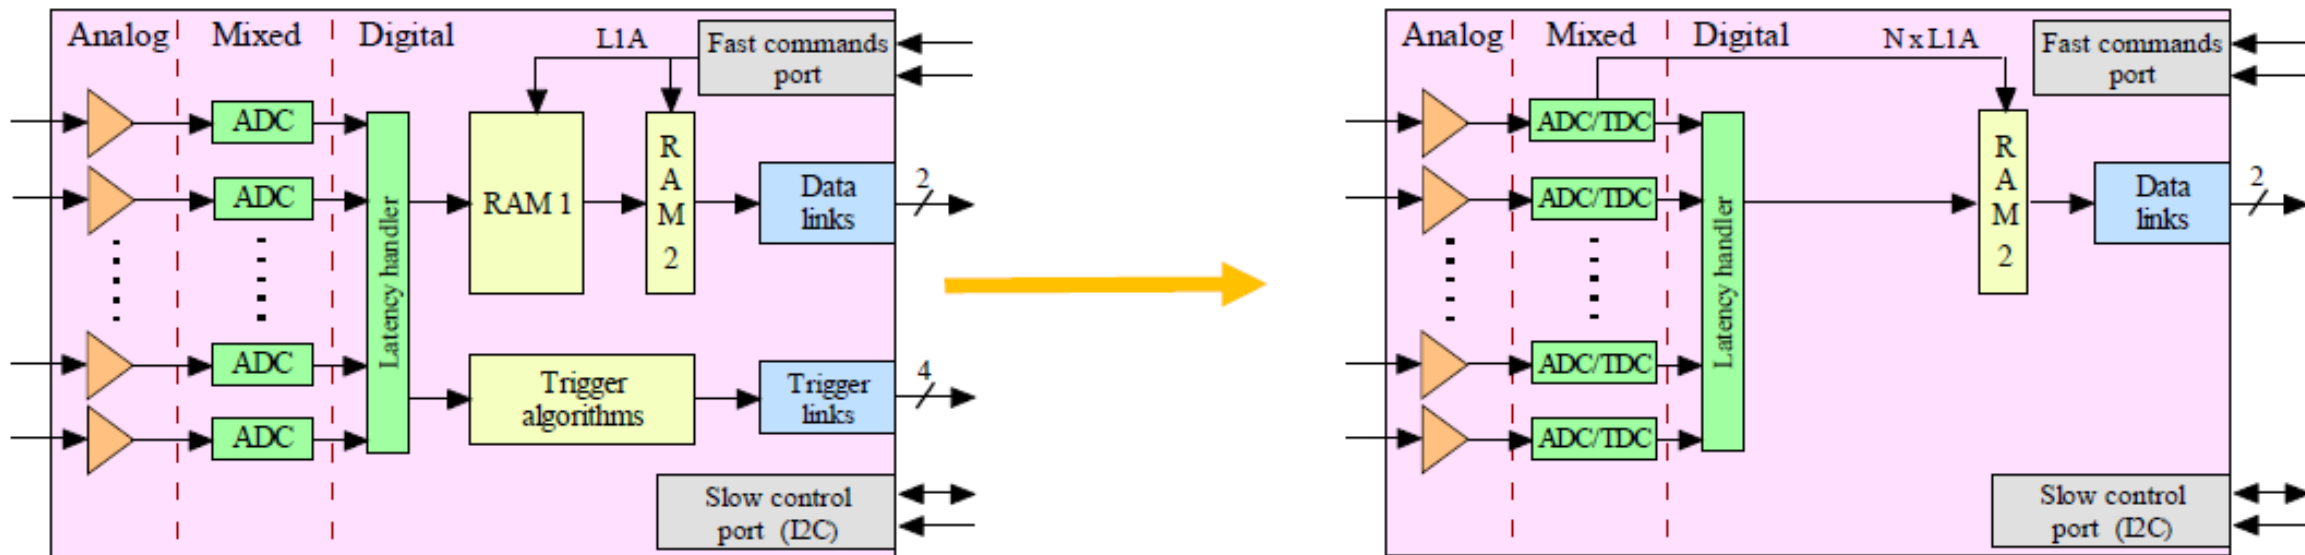 Analog
Mixed
Digital
L1A
Fast commands
port
ADC
ADC
ADC
ADC
Latency handler
RAM 1
R
A
M
2
Data
links
2
Trigger
algorithms
Trigger
links
4
Slow control
port (I2C)
Analog
Mixed
Digital
N x L1A
Fast commands
port
ADC/TDC
ADC/TDC
ADC/TDC
ADC/TDC
Latency handler
R
A
M
2
Data
links
2
Slow control
port (I2C)